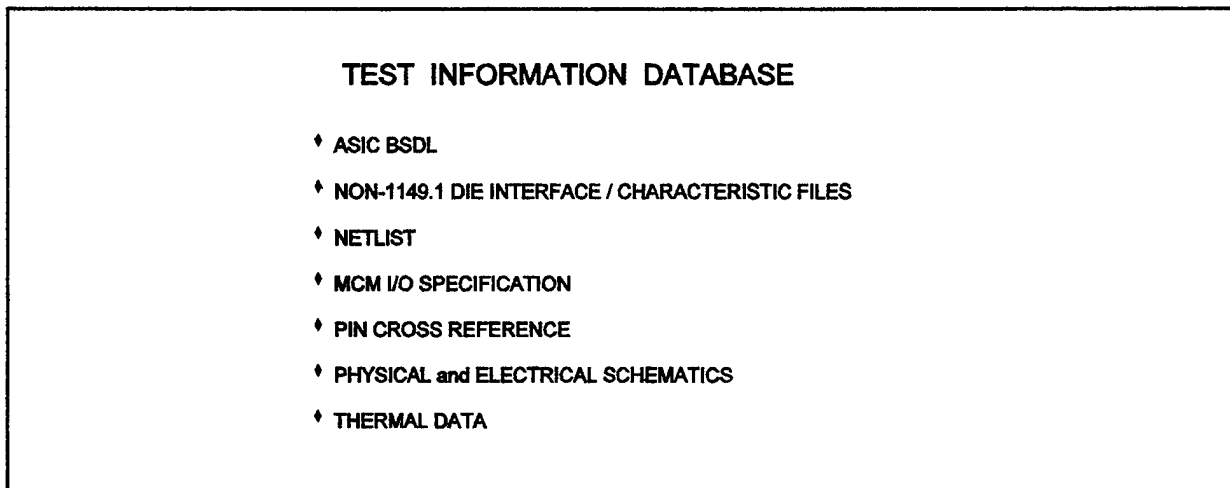 TEST INFORMATION DATABASE
♦ ASIC BSDL
♦ NON-1149.1 DIE INTERFACE / CHARACTERISTIC FILES
♦ NETLIST
♦ MCM I/O SPECIFICATION
♦ PIN CROSS REFERENCE
♦ PHYSICAL and ELECTRICAL SCHEMATICS
♦ THERMAL DATA